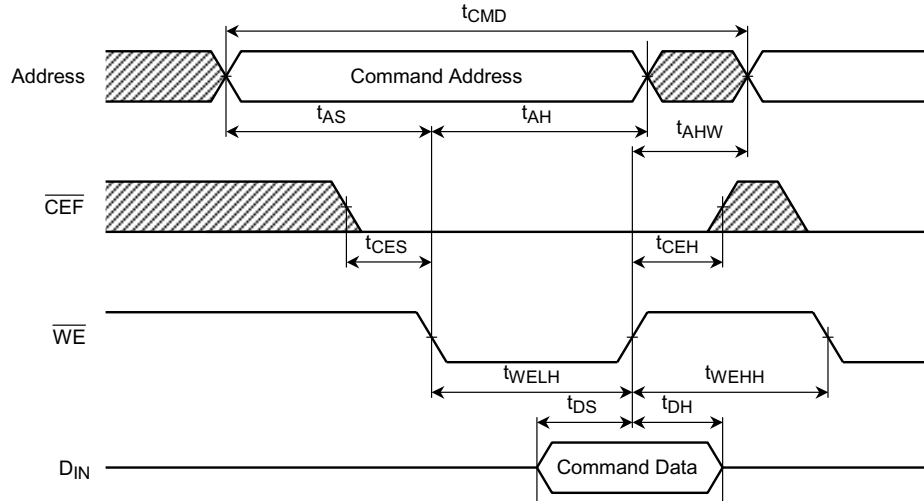 tCMD
Address
Command Address
tAS
tAH
tAHW
CEF
tCES
tCEH
WE
tWELH
tWEHH
tDS
tDH
DIN
Command Data